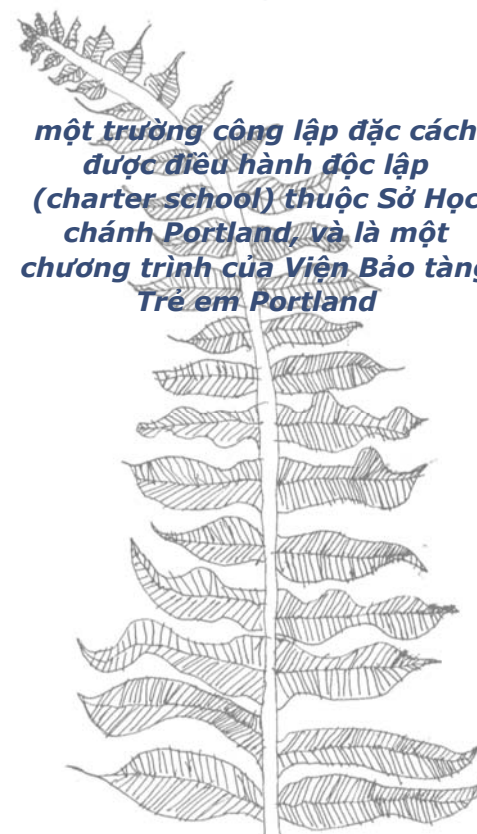 một trường công lập đặc cách
được điều hành độc lập
(charter school) thuộc Sở Học
chánh Portland, và là một
chương trình của Viện Bảo tàng
Trẻ em Portland